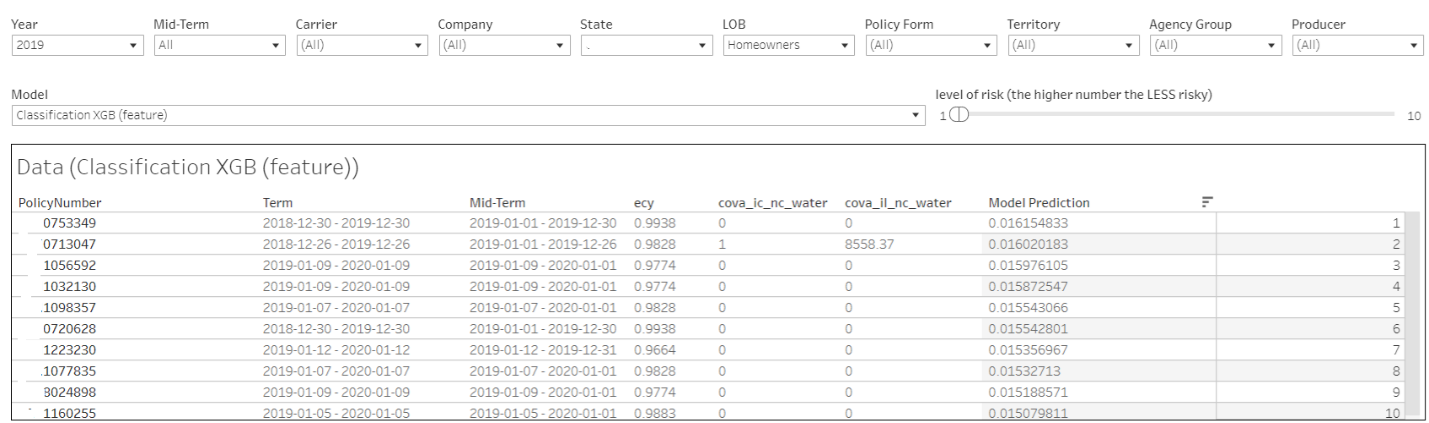 Year Mid-Term Carrier Company State LOB Policy Form Territory Agency Group Producer
2019 All (All) (All) . Homeowners (All) (All) (All) (All)
Model level of risk (the higher number the LESS risky)
Classification XGB (feature) 1 10
Data (Classification XGB (feature))
PolicyNumber Term Mid-Term ecy cova_ic_nc_water cova_il_nc_water Model Prediction
0753349 2018-12-30 - 2019-12-30 2019-01-01 - 2019-12-30 0.9938 0 0 0.016154833 1
0713047 2018-12-26 - 2019-12-26 2019-01-01 - 2019-12-26 0.9828 1 8558.37 0.016020183 2
1056592 2019-01-09 - 2020-01-09 2019-01-09 - 2020-01-01 0.9774 0 0 0.015976105 3
1032130 2019-01-09 - 2020-01-09 2019-01-09 - 2020-01-01 0.9774 0 0 0.015872547 4
1098357 2019-01-07 - 2020-01-07 2019-01-07 - 2020-01-01 0.9828 0 0 0.015543066 5
0720628 2018-12-30 - 2019-12-30 2019-01-01 - 2019-12-30 0.9938 0 0 0.015542801 6
1223230 2019-01-12 - 2020-01-12 2019-01-12 - 2019-12-31 0.9664 0 0 0.015356967 7
1077835 2019-01-07 - 2020-01-07 2019-01-07 - 2020-01-01 0.9828 0 0 0.01532713 8
8024898 2019-01-09 - 2020-01-09 2019-01-09 - 2020-01-01 0.9774 0 0 0.015188571 9
1160255 2019-01-05 - 2020-01-05 2019-01-05 - 2020-01-01 0.9883 0 0 0.015079811 10